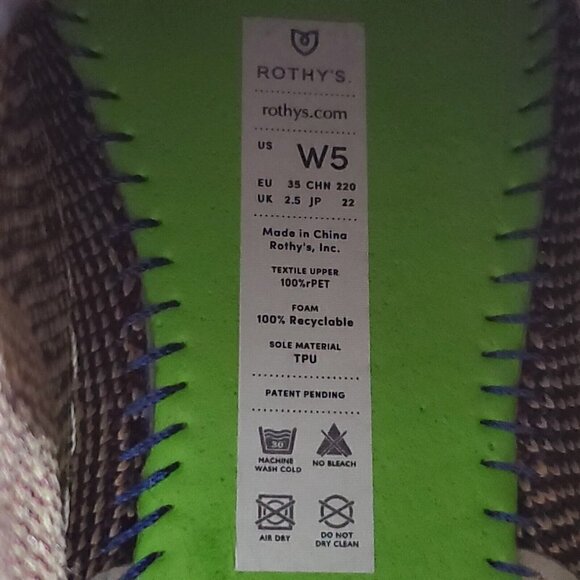 ROTHY'S.
rothys.com
US W5
EU 35 CHN 220
UK 2.5 JP 22
Made in China
Rothy's, Inc.
TEXTILE UPPER
100%rPET
FOAM
100% Recyclable
SOLE MATERIAL
TPU
PATENT PENDING
30
MACHINE
WASH COLD
NO BLEACH
AIR DRY
DO NOT
DRY CLEAN